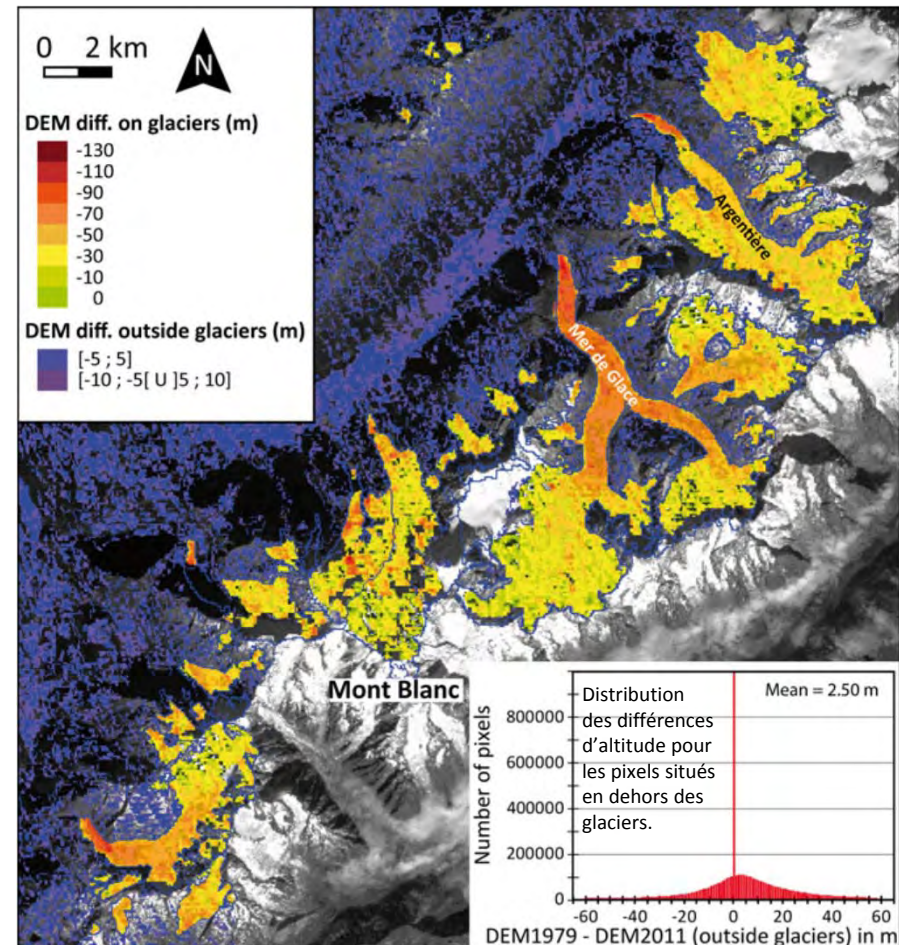 0 2 km
N
DEM diff. on glaciers (m)
-130
-110
-90
-70
-50
-30
-10
0
DEM diff. outside glaciers (m)
[-5 ; 5]
[-10 ; -5[ U ]5 ; 10]
Argentière
Mer de Glace
Mont Blanc
Distribution
des différences
d'altitude pour
les pixels situés
en dehors des
glaciers.
Mean = 2.50 m
Number of pixels
800000
600000
400000
200000
0
-60 -40 -20 0 20 40 60
DEM1979 - DEM2011 (outside glaciers) in m